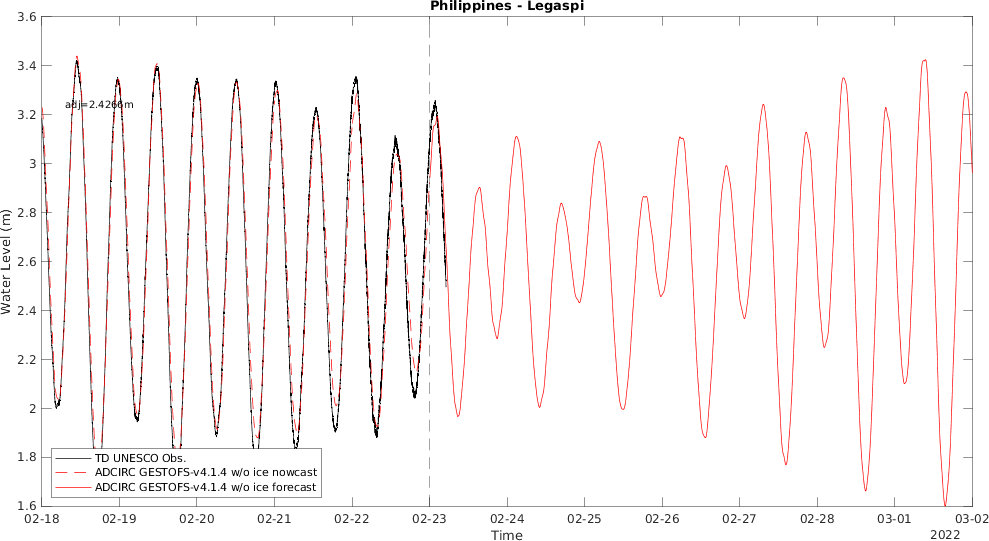 Philippines - Legaspi
3.6
3.4
3.2
3
2.8
2.6
2.4
2.2
2
1.8
1.6
Water Level (m)
adj=2.4266m
TD UNESCO Obs.
ADCIRC GESTOFS-v4.1.4 w/o ice nowcast
ADCIRC GESTOFS-v4.1.4 w/o ice forecast
02-18 02-19 02-20 02-21 02-22 02-23 02-24 02-25 02-26 02-27 02-28 03-01 03-02
Time
2022